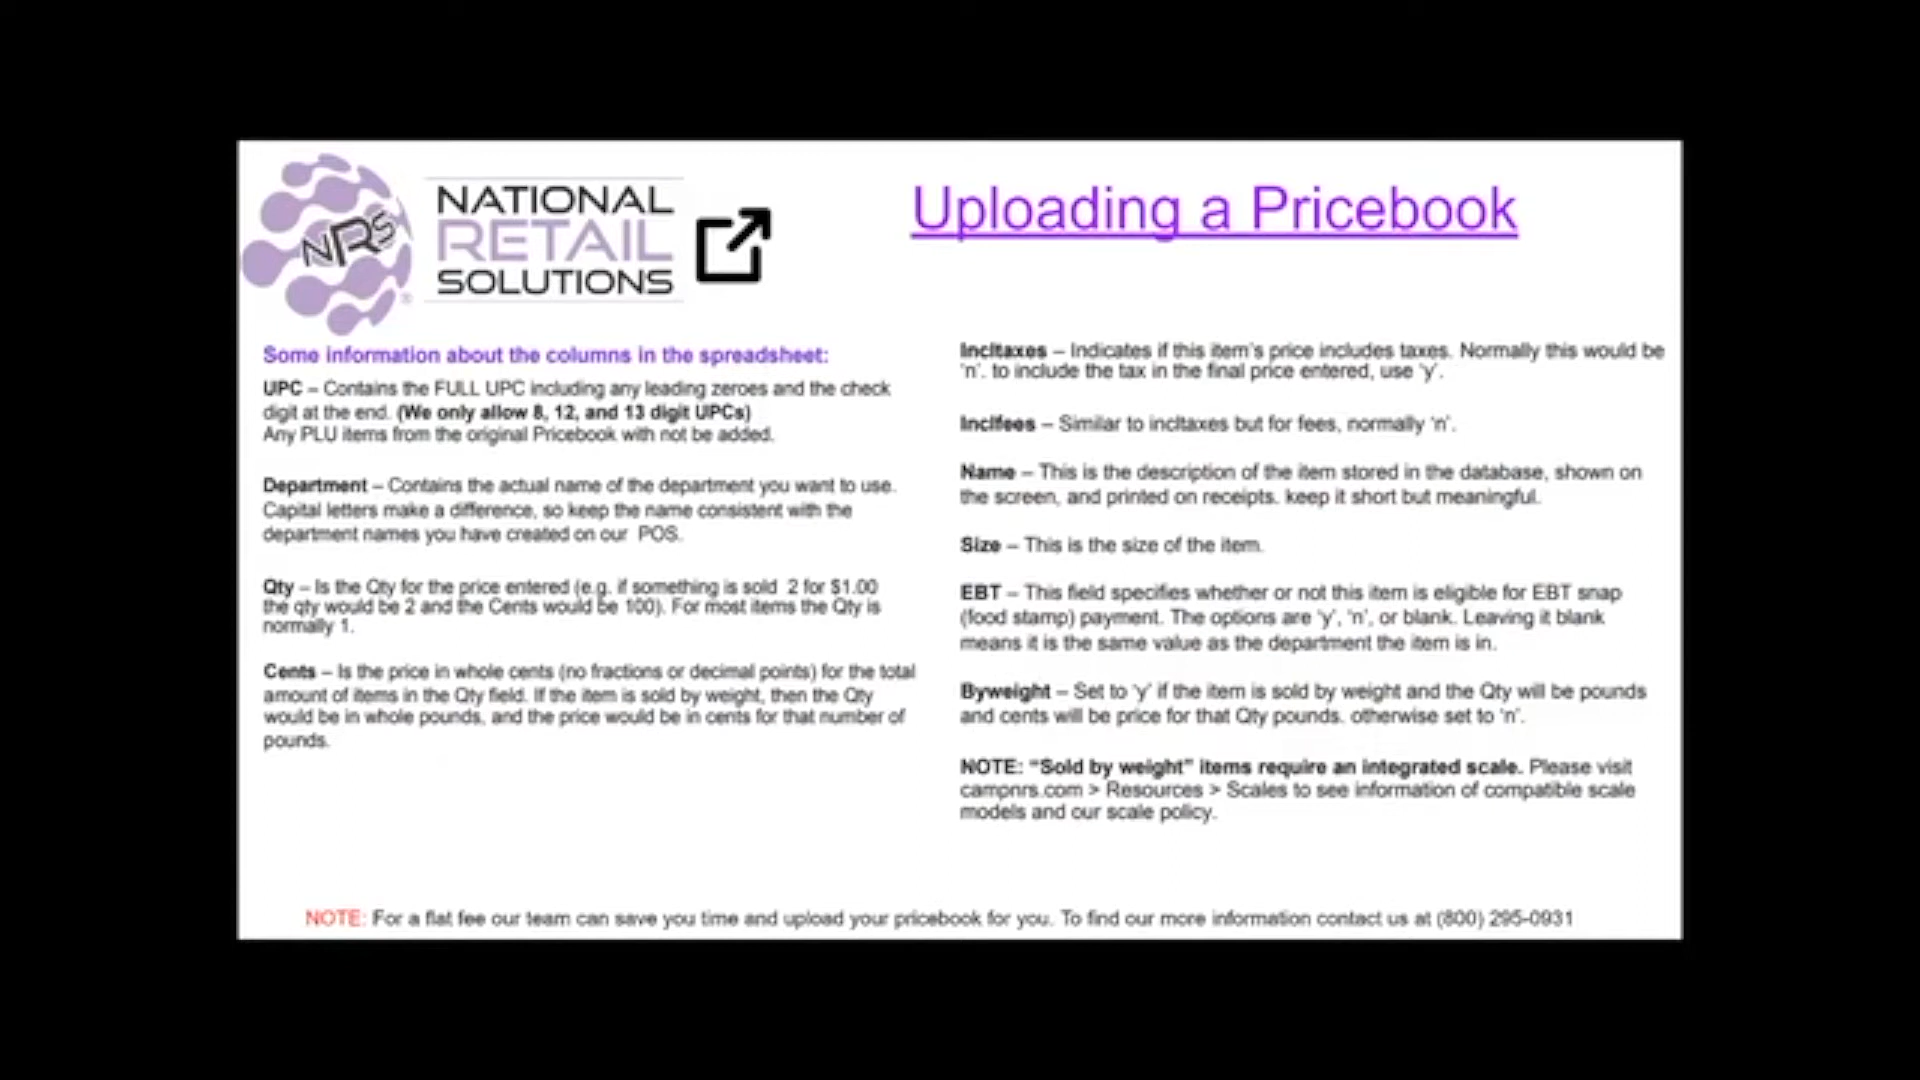 NRS
NATIONAL
RETAIL
SOLUTIONS
®
Uploading a Pricebook
Some information about the columns in the spreadsheet:
UPC – Contains the FULL UPC including any leading zeroes and the check
digit at the end. (We only allow 8, 12, and 13 digit UPCs)
Any PLU items from the original Pricebook with not be added.
Department – Contains the actual name of the department you want to use.
Capital letters make a difference, so keep the name consistent with the
department names you have created on our POS.
Qty – Is the Qty for the price entered (e.g. if something is sold 2 for $1.00
the qty would be 2 and the Cents would be 100). For most items the Qty is
normally 1.
Cents – Is the price in whole cents (no fractions or decimal points) for the total
amount of items in the Qty field. If the item is sold by weight, then the Qty
would be in whole pounds, and the price would be in cents for that number of
pounds.
Incltaxes – Indicates if this item's price includes taxes. Normally this would be
'n'. to include the tax in the final price entered, use 'y'.
Inclfees – Similar to incltaxes but for fees, normally 'n'.
Name – This is the description of the item stored in the database, shown on
the screen, and printed on receipts. keep it short but meaningful.
Size – This is the size of the item.
EBT – This field specifies whether or not this item is eligible for EBT snap
(food stamp) payment. The options are 'y', 'n', or blank. Leaving it blank
means it is the same value as the department the item is in.
Byweight – Set to 'y' if the item is sold by weight and the Qty will be pounds
and cents will be price for that Qty pounds. otherwise set to 'n'.
NOTE: "Sold by weight" items require an integrated scale. Please visit
campnrs.com > Resources > Scales to see information of compatible scale
models and our scale policy.
NOTE: For a flat fee our team can save you time and upload your pricebook for you. To find our more information contact us at (800) 295-0931